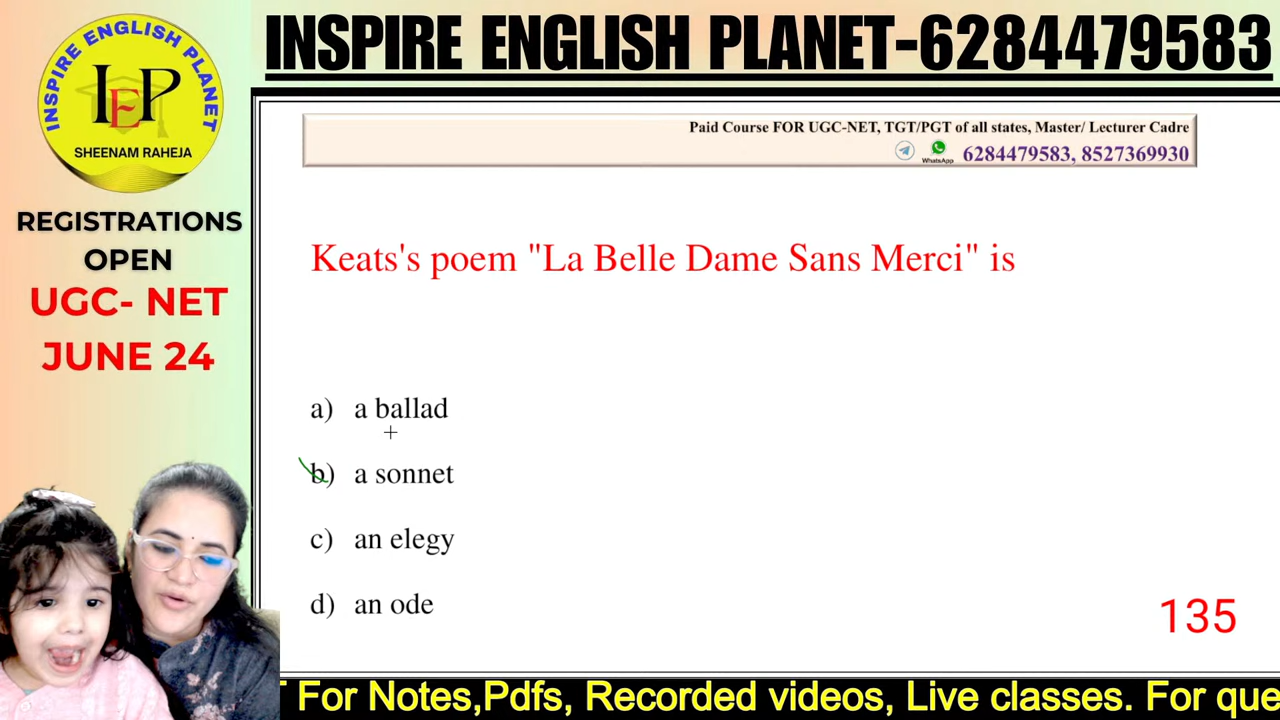 INSPIRE ENGLISH PLANET
IEP
SHEENAM RAHEJA
REGISTRATIONS
OPEN
UGC- NET
JUNE 24
INSPIRE ENGLISH PLANET-6284479583
Paid Course FOR UGC-NET, TGT/PGT of all states, Master/ Lecturer Cadre
WhatsApp 6284479583, 8527369930
Keats's poem "La Belle Dame Sans Merci" is
a) a ballad
b) a sonnet
c) an elegy
d) an ode
135
For Notes,Pdfs, Recorded videos, Live classes. For que